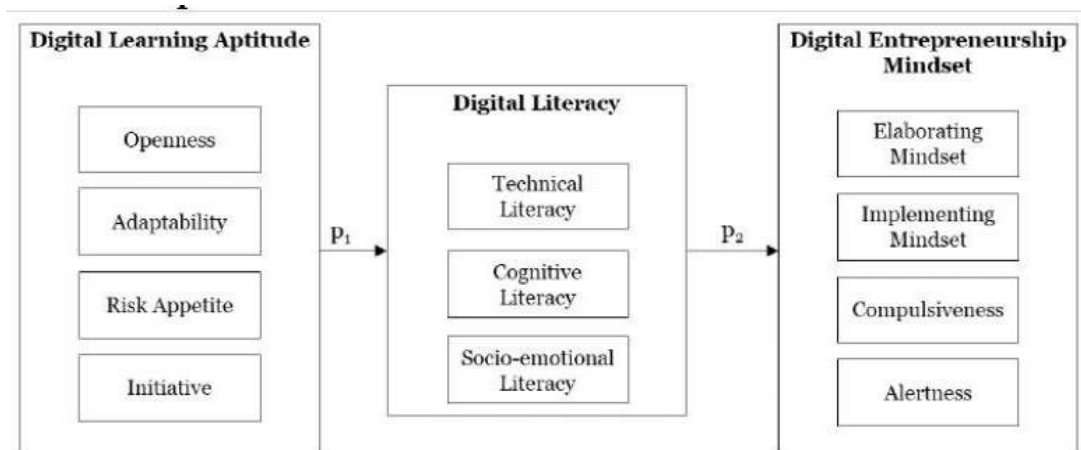 Digital Learning Aptitude
Openness
Adaptability
Risk Appetite
Initiative
p₁
Digital Literacy
Technical
Literacy
Cognitive
Literacy
Socio-emotional
Literacy
p₂
Digital Entrepreneurship
Mindset
Elaborating
Mindset
Implementing
Mindset
Compulsiveness
Alertness